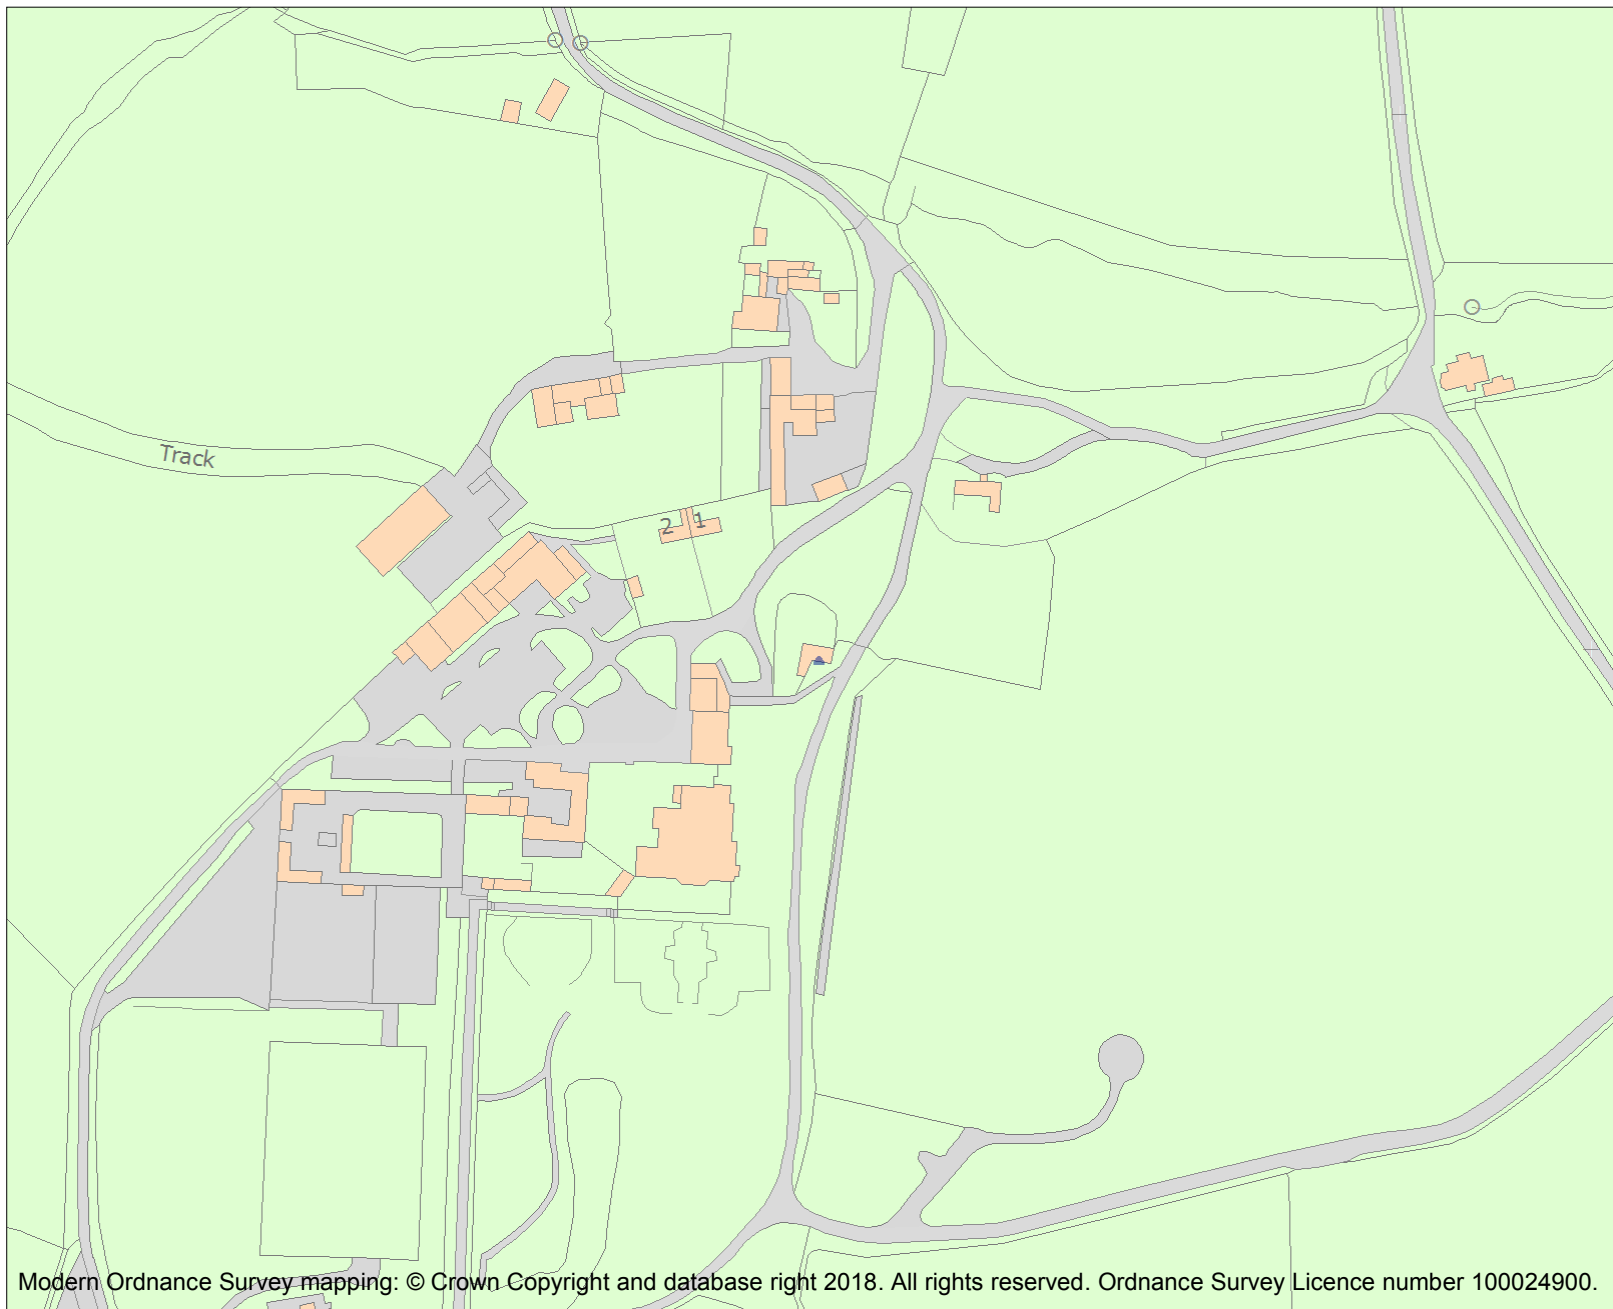 Track
2 1
Modern Ordnance Survey mapping: © Crown Copyright and database right 2018. All rights reserved. Ordnance Survey Licence number 100024900.